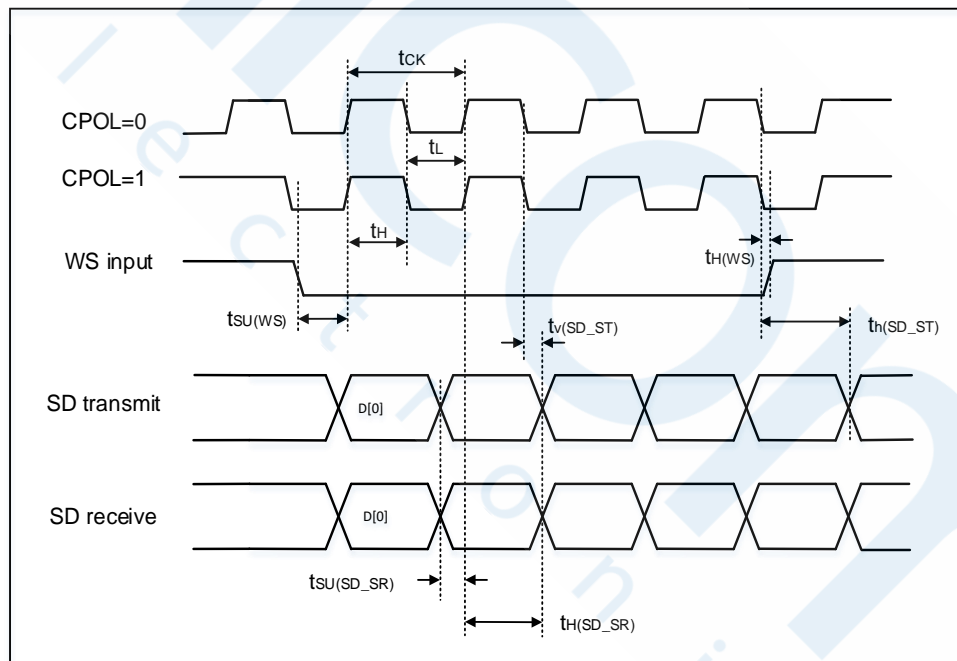 tCK
CPOL=0
tL
CPOL=1
tH
WS input
tH(WS)
tSU(WS)
tv(SD_ST)
th(SD_ST)
SD transmit
D[0]
SD receive
D[0]
tSU(SD_SR)
tH(SD_SR)